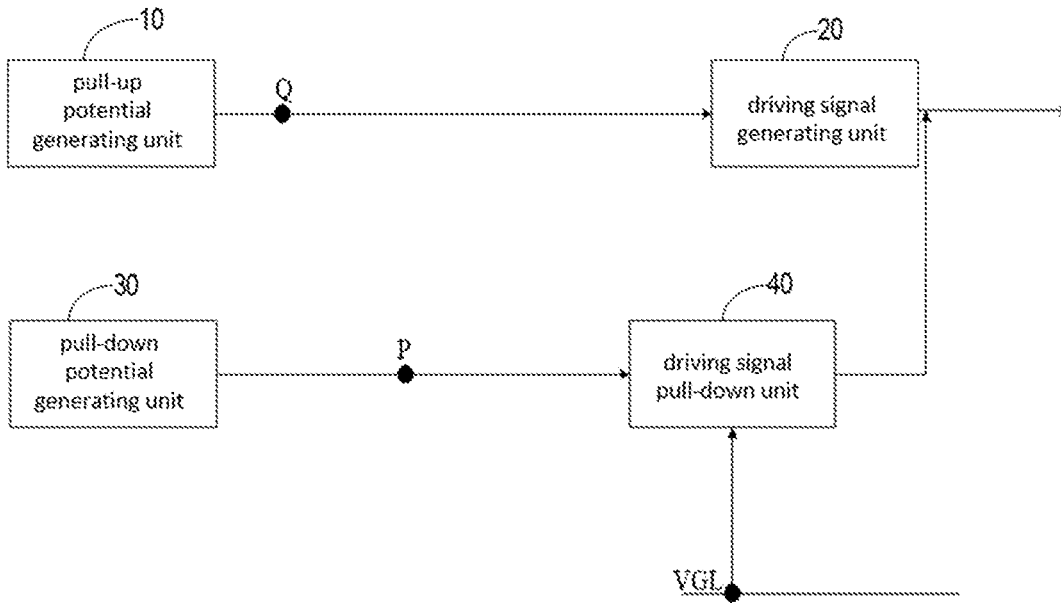 10
pull-up
potential
generating unit
Q
20
driving signal
generating unit
30
pull-down
potential
generating unit
P
40
driving signal
pull-down unit
VGL